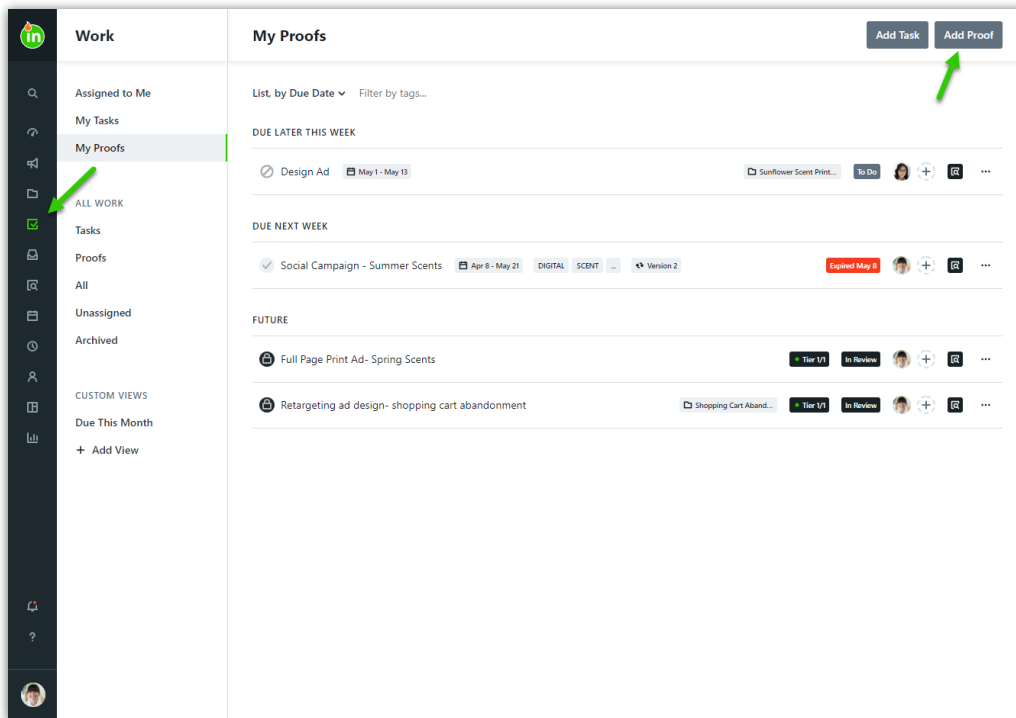 in
Work
My Proofs
Add Task
Add Proof
Assigned to Me
My Tasks
My Proofs
ALL WORK
Tasks
Proofs
All
Unassigned
Archived
CUSTOM VIEWS
Due This Month
+ Add View
List, by Due Date
Filter by tags...
DUE LATER THIS WEEK
Design Ad May 1 - May 13 Sunflower Scent Print... To Do
DUE NEXT WEEK
Social Campaign - Summer Scents Apr 8 - May 21 DIGITAL SCENT ... Version 2 Expired May 8
FUTURE
Full Page Print Ad- Spring Scents Tier 1/1 In Review
Retargeting ad design- shopping cart abandonment Shopping Cart Aband... Tier 1/1 In Review
?